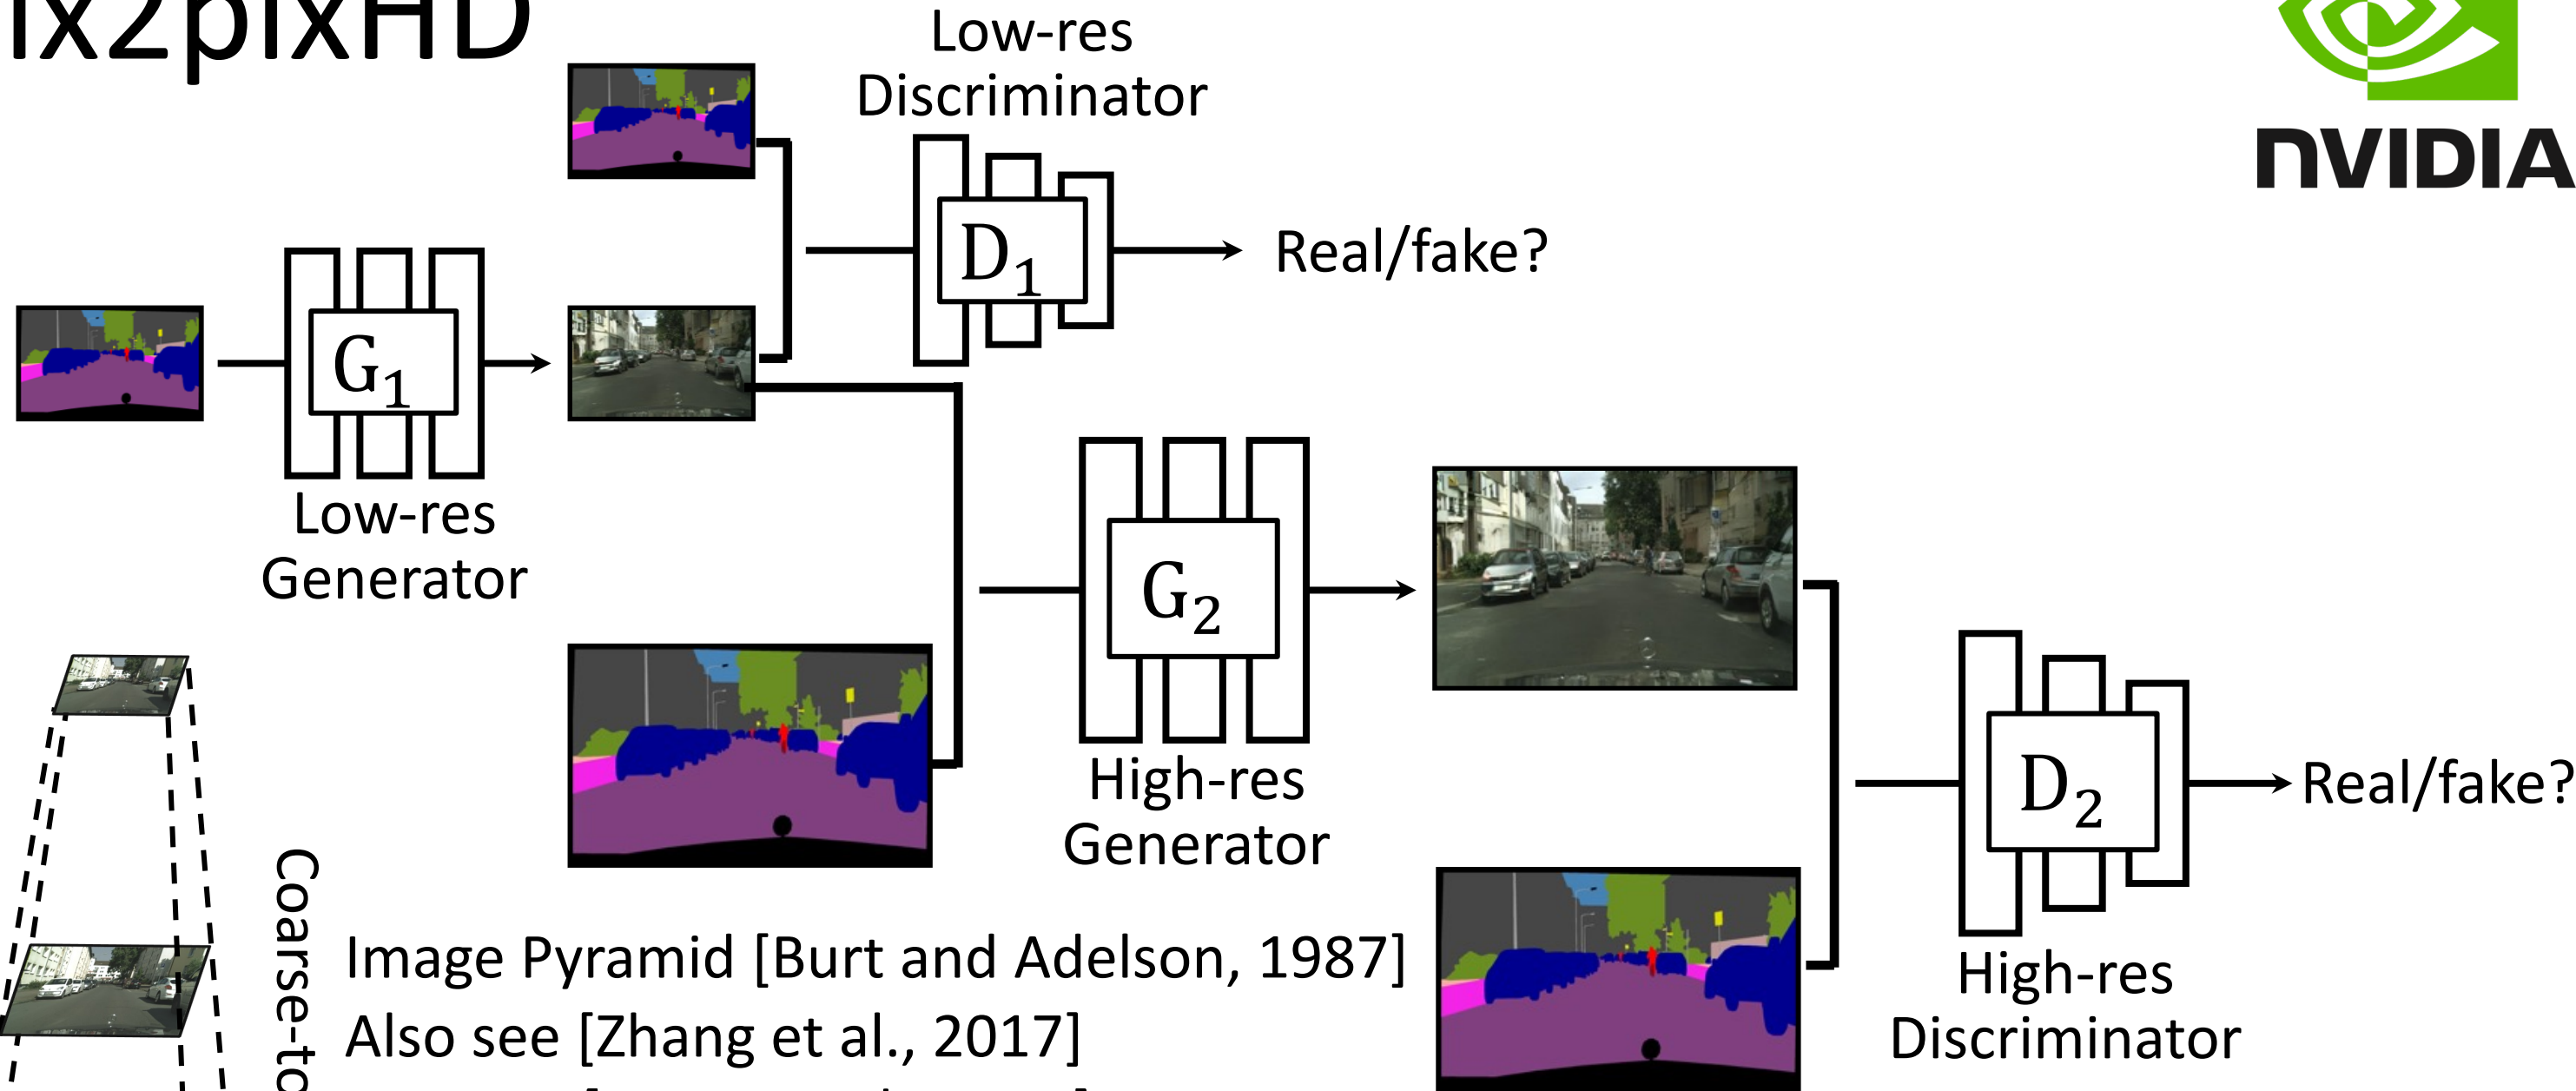 ix2pixHD
Low-res
Discriminator
NVIDIA
D1
Real/fake?
G1
Low-res
Generator
G2
High-res
Generator
D2
Real/fake?
High-res
Discriminator
Coarse-to
Image Pyramid [Burt and Adelson, 1987]
Also see [Zhang et al., 2017]